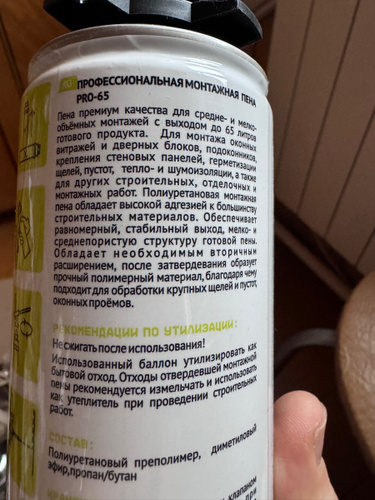 ПРОФЕССИОНАЛЬНАЯ МОНТАЖНАЯ ПЕНА
PRO-65
Пена премиум качества для средне- и мелко-
объёмных монтажей с выходом до 65 литров
готового продукта. Для монтажа оконных
витражей и дверных блоков, подоконников,
крепления стеновых панелей, герметизации
щелей, пустот, тепло- и шумоизоляции, а также
для других строительных, отделочных и
монтажных работ. Полиуретановая монтажная
пена обладает высокой адгезией к большинству
строительных материалов. Обеспечивает
равномерный, стабильный выход, мелко- и
среднепористую структуру готовой пены.
Обладает необходимым вторичным
расширением, после затвердевания образует
прочный полимерный материал, благодаря чему
подходит для обработки крупных щелей и пустот,
оконных проёмов.
РЕКОМЕНДАЦИИ ПО УТИЛИЗАЦИИ:
Не сжигать после использования!
Использованный баллон утилизировать как
бытовой отход. Отходы отвердевшей монтажной
пены рекомендуется измельчать и использовать
как утеплитель при проведении строительных
работ.
СОСТАВ:
Полиуретановый преполимер, диметиловый
эфир,пропан/бутан
клапаном